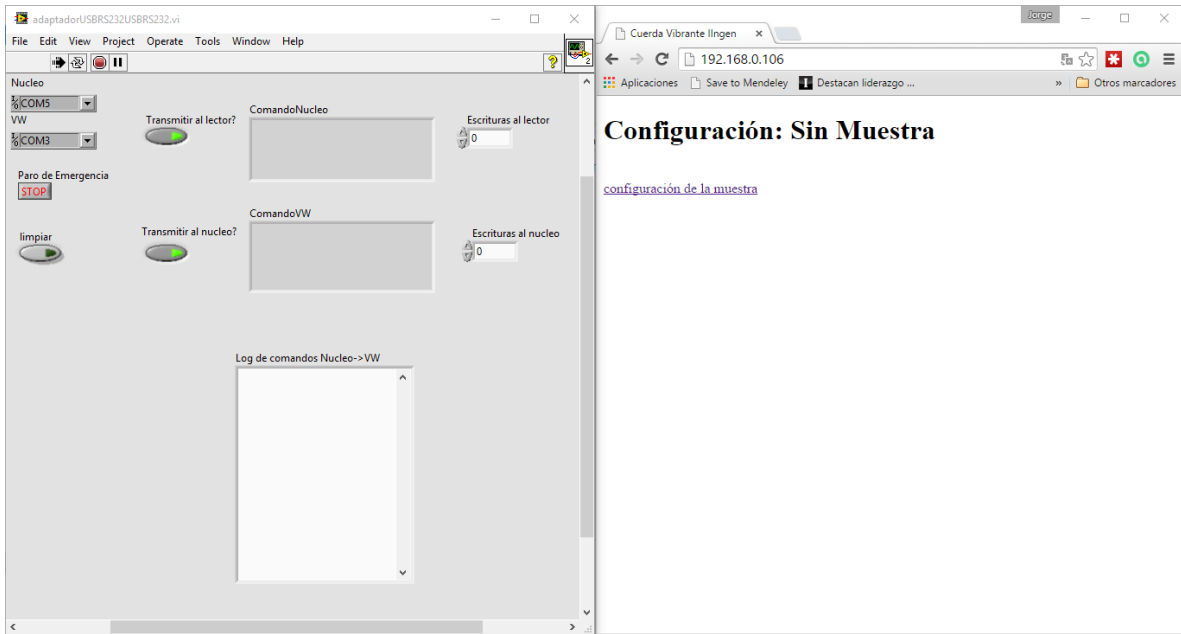 adaptadorUSBRS232USBRS232.vi
File Edit View Project Operate Tools Window Help
2
Nucleo
COM5
VW
COM3
Paro de Emergencia
STOP
limpiar
Transmitir al lector?
Transmitir al nucleo?
ComandoNucleo
ComandoVW
Escrituras al lector
0
Escrituras al nucleo
0
Log de comandos Nucleo->VW
Jorge
Cuerda Vibrante IIngen
192.168.0.106
Aplicaciones Save to Mendeley Destacan liderazgo ... » Otros marcadores
Configuración: Sin Muestra
configuración de la muestra